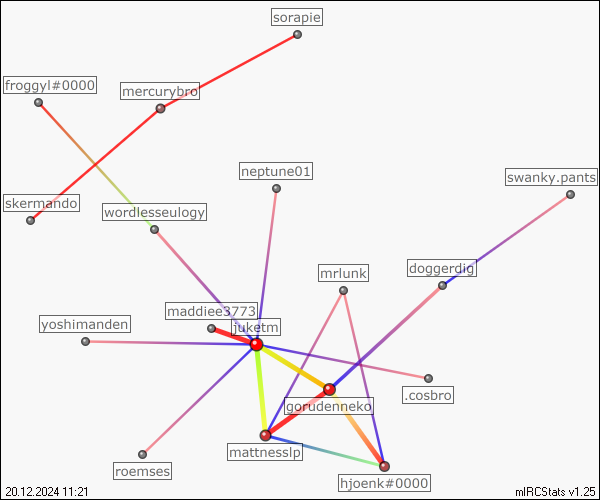 sorapie
froggyl#0000
mercurybro
neptune01
swanky.pants
skermando
wordlesseulogy
mrlunk
doggerdig
maddiee3773
yoshimanden
juketm
.cosbro
gorudenneko
mattnesslp
roemses
hjoenk#0000
20.12.2024 11:21
mIRCStats v1.25